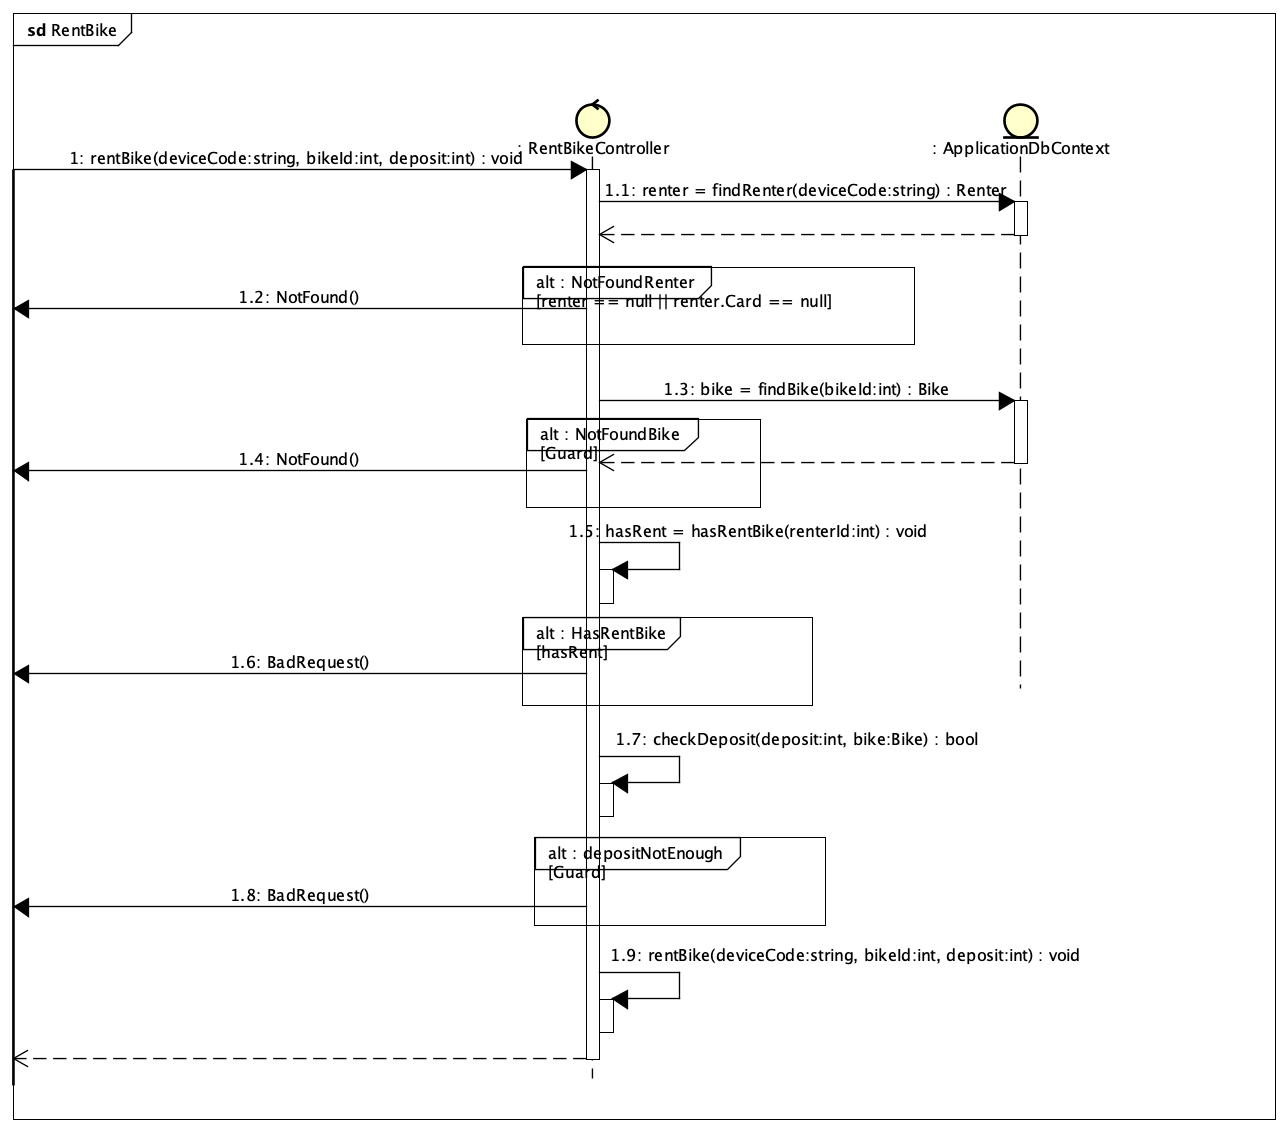 sd RentBike
: RentBikeController
: ApplicationDbContext
1: rentBike(deviceCode:string, bikeId:int, deposit:int) : void
1.1: renter = findRenter(deviceCode:string) : Renter
alt : NotFoundRenter
[renter == null || renter.Card == null]
1.2: NotFound()
1.3: bike = findBike(bikeId:int) : Bike
alt : NotFoundBike
[Guard]
1.4: NotFound()
1.5: hasRent = hasRentBike(renterId:int) : void
alt : HasRentBike
[hasRent]
1.6: BadRequest()
1.7: checkDeposit(deposit:int, bike:Bike) : bool
alt : depositNotEnough
[Guard]
1.8: BadRequest()
1.9: rentBike(deviceCode:string, bikeId:int, deposit:int) : void